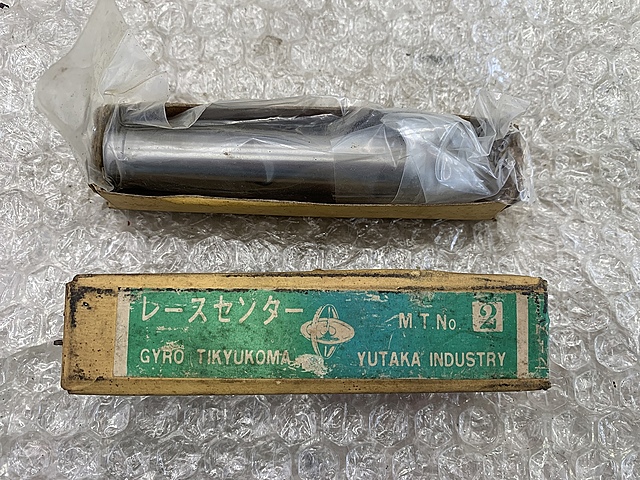 レースセンター
M.T No. 2
GYRO TIKYUKOMA
YUTAKA INDUSTRY